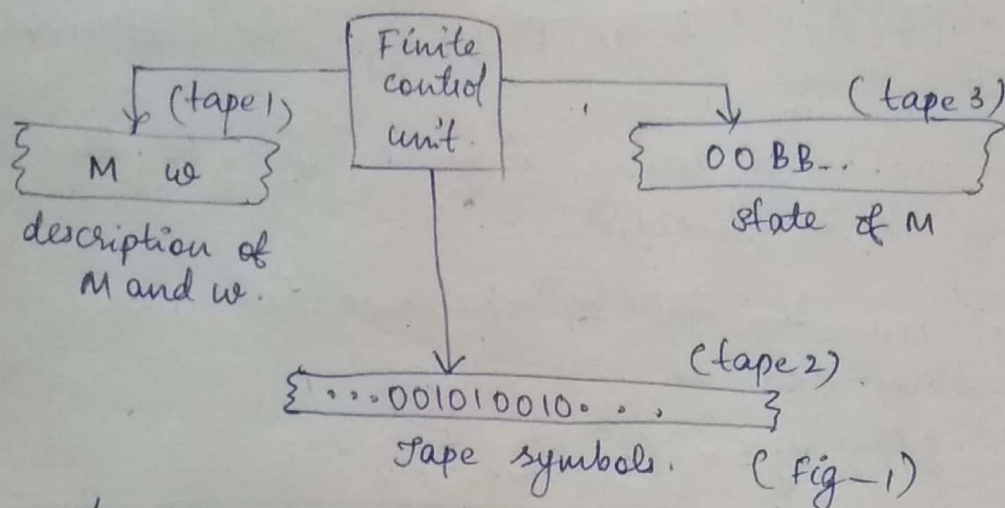 Finite
control
unit.
(tape 1)
M w
description of
M and w.
(tape 3)
00BB...
state of M
(tape 2)
...001010010...
Tape symbols.
(Fig-1)